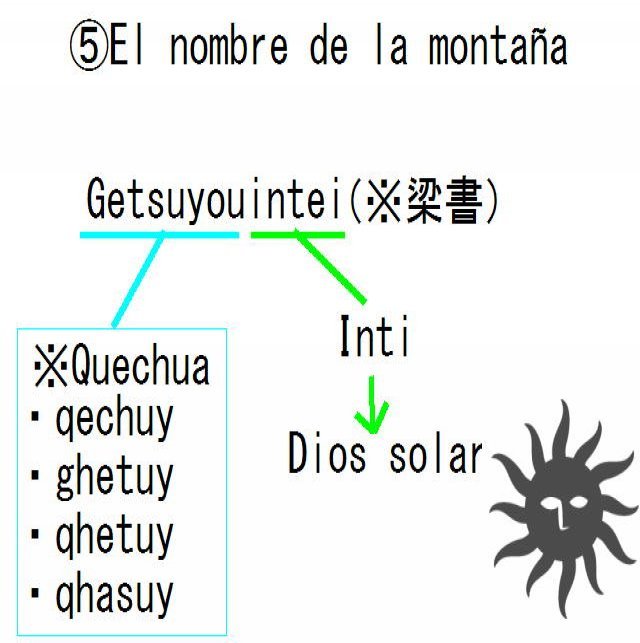 ⑤El nombre de la montaña
Getsuyouintei(※梁書)
Inti
Dios solar
※Quechua
・qechuy
・ghetuy
・qhetuy
・qhasuy